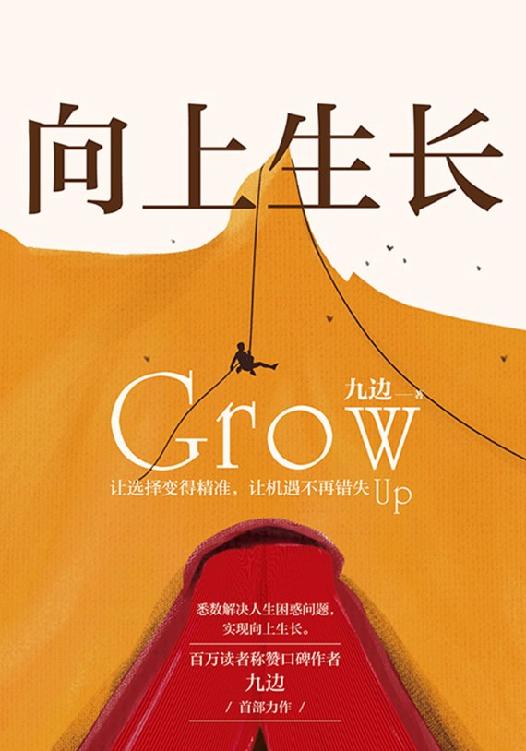 向上生长
九边——著
Grow
Up
让选择变得精准，让机遇不再错失
悉数解决人生困惑问题，
实现向上生长。
百万读者称赞口碑作者
九边
/ 首部力作 /